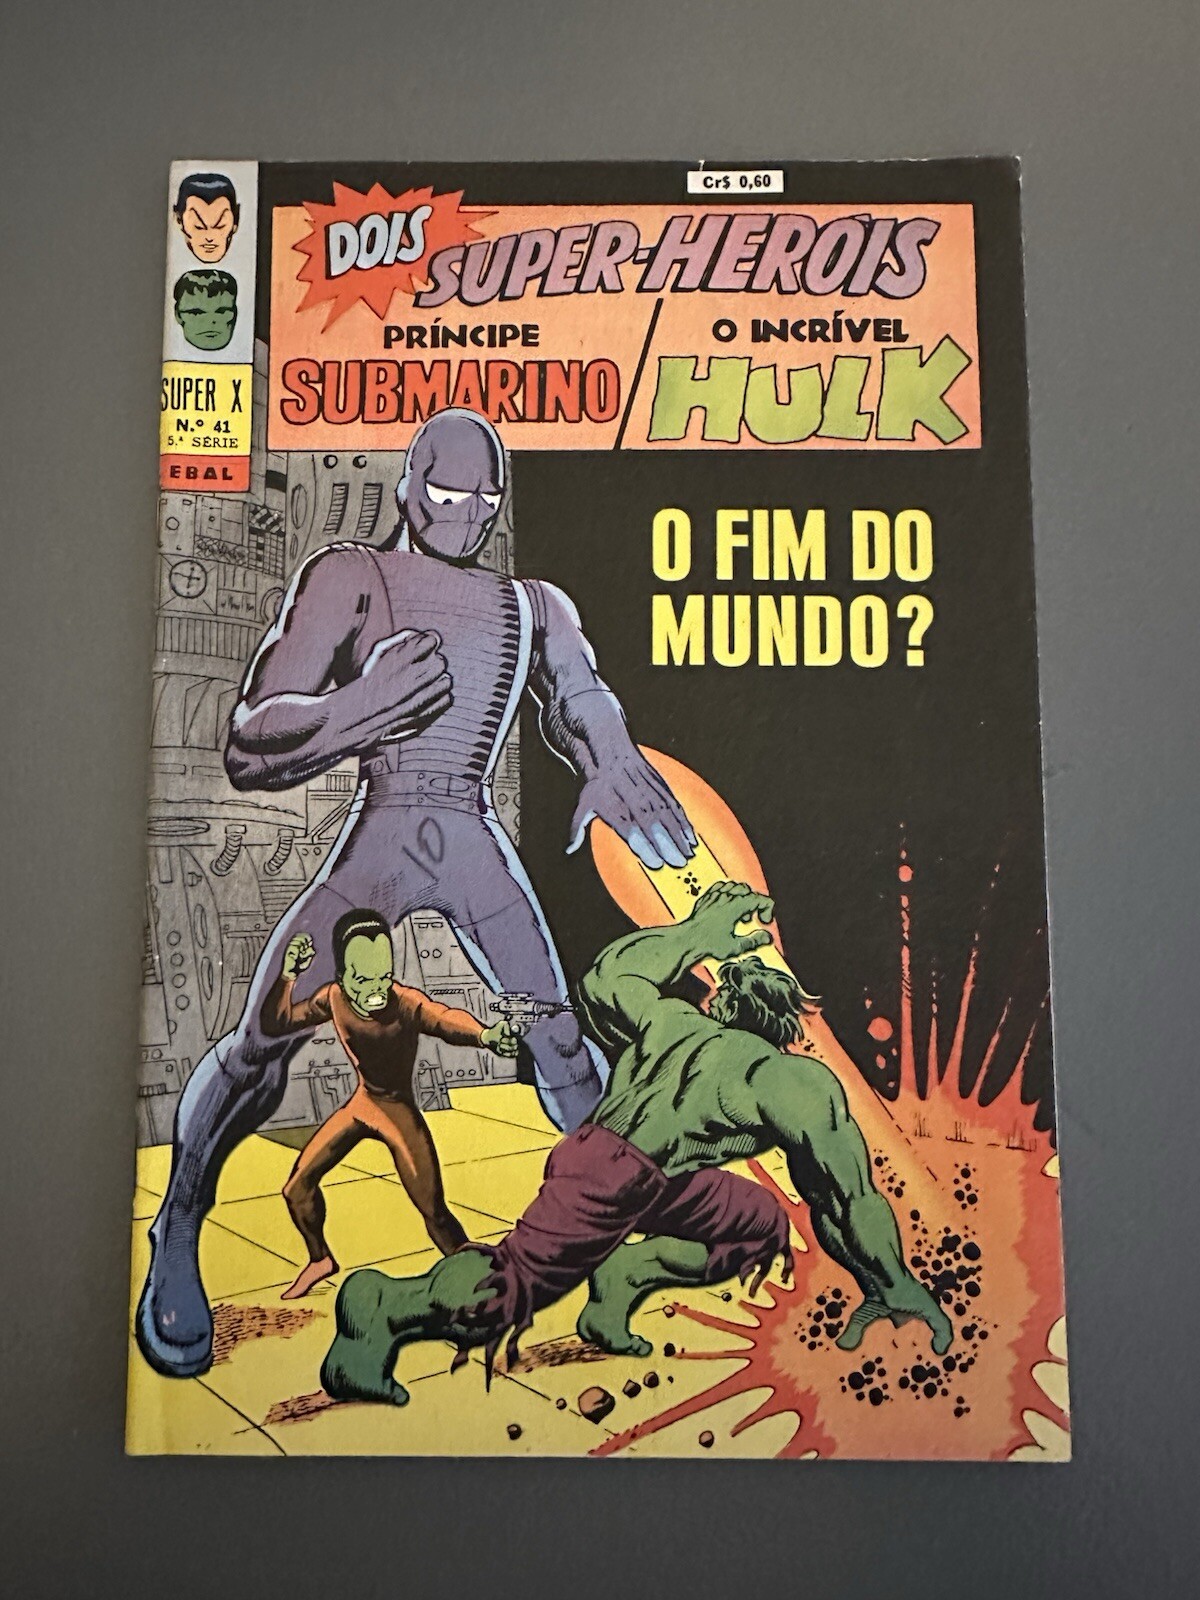 Cr$ 0,60
DOIS
SUPER-HERÓIS
PRÍNCIPE
SUBMARINO
O INCRÍVEL
HULK
SUPER X
N.º 41
5.ª SÉRIE
EBAL
O FIM DO
MUNDO?
10